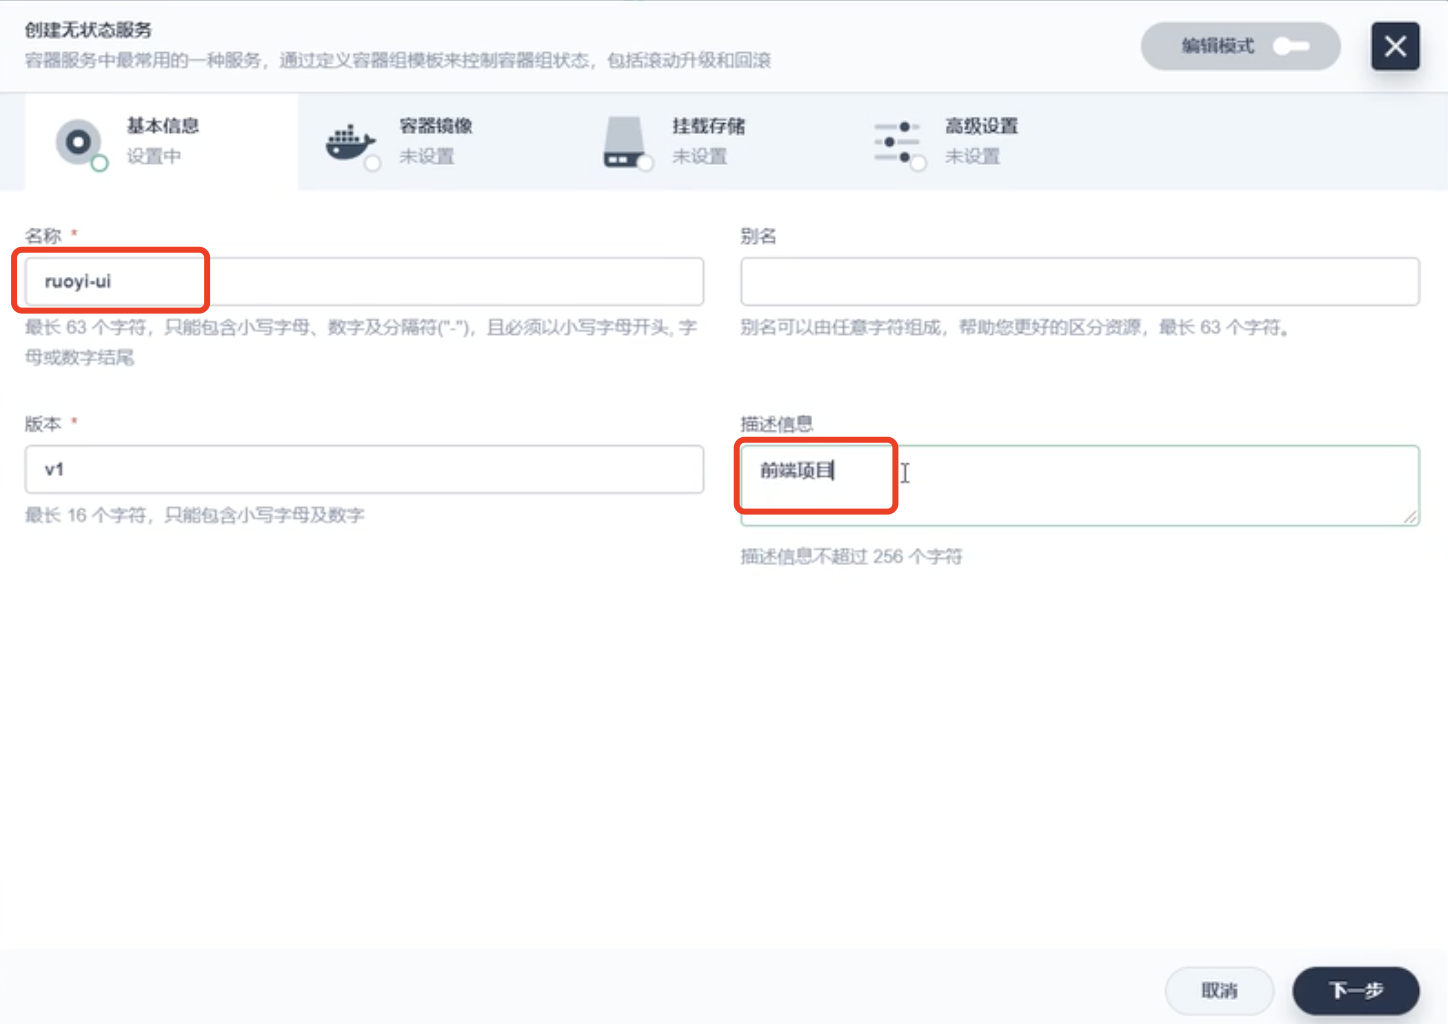 创建无状态服务
容器服务中最常用的一种服务，通过定义容器组模板来控制容器组状态，包括滚动升级和回滚
编辑模式
基本信息
设置中
容器镜像
未设置
挂载存储
未设置
高级设置
未设置
名称 *
ruoyi-ui
最长 63 个字符，只能包含小写字母、数字及分隔符("-")，且必须以小写字母开头，字
母或数字结尾
别名
别名可以由任意字符组成，帮助您更好的区分资源，最长 63 个字符。
版本 *
v1
最长 16 个字符，只能包含小写字母及数字
描述信息
前端项目
描述信息不超过 256 个字符
取消
下一步